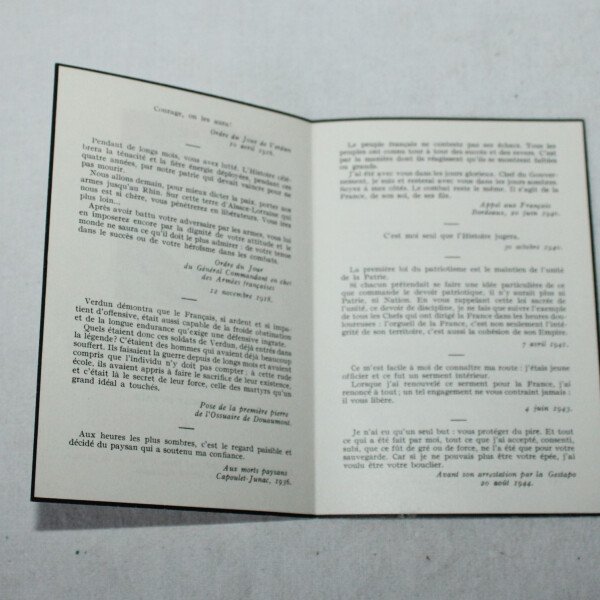 Courage, on les aura!
Ordre du Jour de l'
10 avril 1916.
Pendant de longs mois, vous avez lutté. L'Histoire célé-
brera la ténacité et la fière énergie déployées, pendant ces
quatre années, par notre patrie qui devait vaincre pour ne
pas mourir.
Nous allons demain, pour mieux dicter la paix, porter nos
armes jusqu'au Rhin. Sur cette terre d'Alsace-Lorraine qui
nous est si chère, vous pénétrerez en libérateurs. Vous irez
plus loin...
Après avoir battu votre adversaire par les armes, vous lui
en imposerez encore par la dignité de votre attitude et le
monde ne saura ce qu'il doit le plus admirer : de votre tenue
dans le succès ou de votre héroïsme dans les combats.
Ordre du Jour
du Général Commandant en chef
des Armées françaises
12 novembre 1918.
Verdun démontra que le Français, si ardent et si impa-
tient d'offensive, était aussi capable de la froide obstination
et de la longue endurance qu'exige une défensive ingrate.
Quels étaient donc ces soldats de Verdun, déjà entrés dans
la légende? C'étaient des hommes qui avaient déjà beaucoup
souffert. Ils faisaient la guerre depuis de longs mois et avaient
compris que l'individu n'y doit pas compter : à cette rude
école, ils avaient appris à faire le sacrifice de leur existence,
et c'était là le secret de leur force, celle des martyrs qu'un
grand idéal a touchés.
Pose de la première pierre
de l'Ossuaire de Douaumont.
Aux heures les plus sombres, c'est le regard paisible et
décidé du paysan qui a soutenu ma confiance.
Aux morts paysans
Capoulet-Junac, 1936.
Le peuple français ne conteste pas ses échecs. Tous les
peuples ont connu tour à tour des succès et des revers. C'est
par la manière dont ils réagissent qu'ils se montrent faibles
ou grands.
J'ai été avec vous dans les jours glorieux. Chef du Gouver-
nement, je suis et resterai avec vous dans les jours sombres.
Soyez à mes côtés. Le combat reste le même. Il s'agit de la
France, de son sol, de ses fils.
Appel aux Français
Bordeaux, 20 juin 1940.
C'est moi seul que l'Histoire jugera.
30 octobre 1940.
La première loi du patriotisme est le maintien de l'unité
de la Patrie.
Si chacun prétendait se faire une idée particulière de ce
que commande le devoir patriotique, il n'y aurait plus ni
Patrie, ni Nation. En vous rappelant cette loi sacrée de
l'unité, ce devoir de discipline, je ne fais que suivre l'exemple
de tous les Chefs qui ont dirigé la France dans les heures dou-
loureuses : l'orgueil de la France, c'est non seulement l'inté-
grité de son territoire, c'est aussi la cohésion de son Empire.
7 avril 1941.
Ce m'est facile à moi de connaître ma route : j'étais jeune
officier et ce fut un serment intérieur.
Lorsque j'ai renouvelé ce serment pour la France, j'ai
renoncé à tout ; un tel engagement ne vous contraint jamais:
il vous libère.
4 juin 1943.
Je n'ai eu qu'un seul but : vous protéger du pire. Et tout
ce qui a été fait par moi, tout ce que j'ai accepté, consenti,
subi, que ce fût de gré ou de force, ne l'a été que pour votre
sauvegarde. Car si je ne pouvais plus être votre épée, j'ai
voulu être votre bouclier.
Avant son arrestation par la Gestapo
20 août 1944.